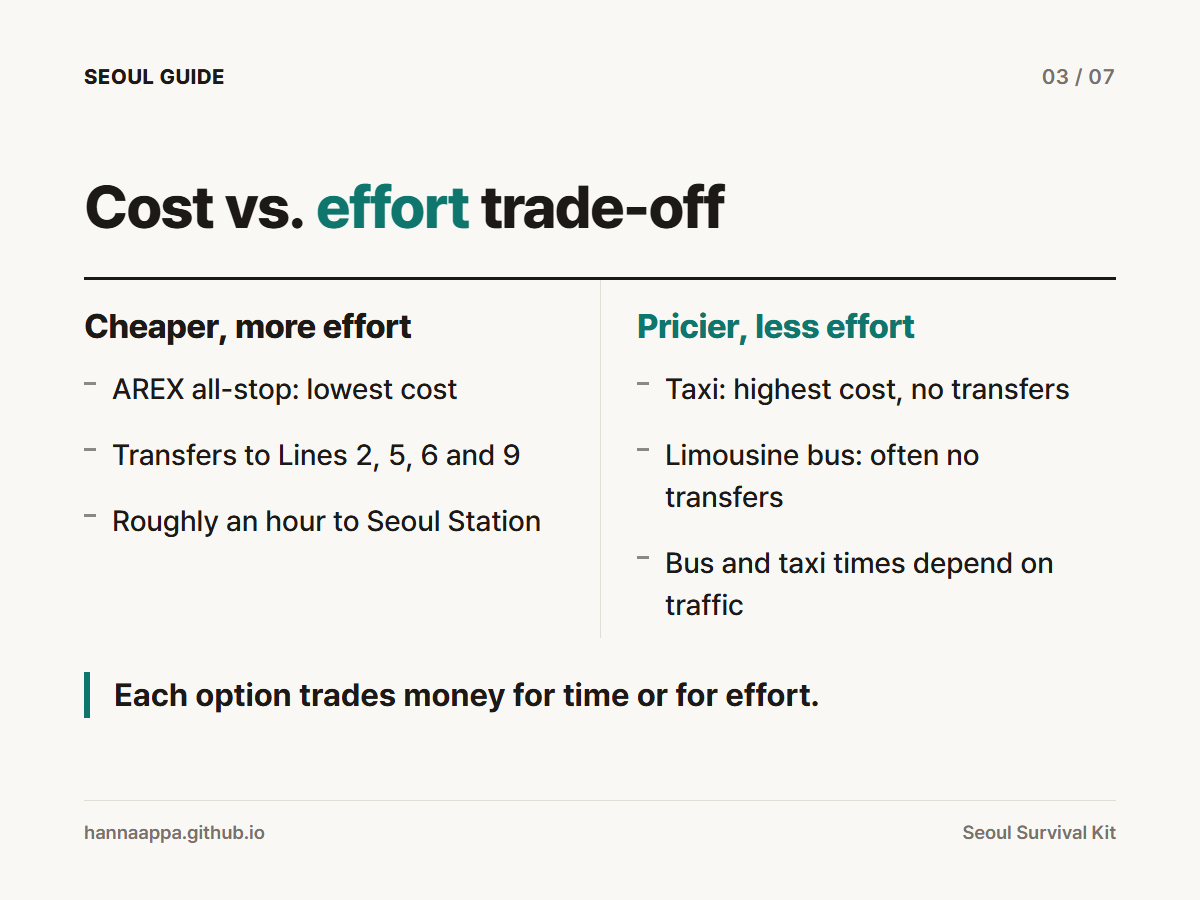 SEOUL GUIDE
03 / 07
Cost vs. effort trade-off
Cheaper, more effort
– AREX all-stop: lowest cost
– Transfers to Lines 2, 5, 6 and 9
– Roughly an hour to Seoul Station
Pricier, less effort
– Taxi: highest cost, no transfers
– Limousine bus: often no
transfers
– Bus and taxi times depend on
traffic
Each option trades money for time or for effort.
hannaappa.github.io
Seoul Survival Kit